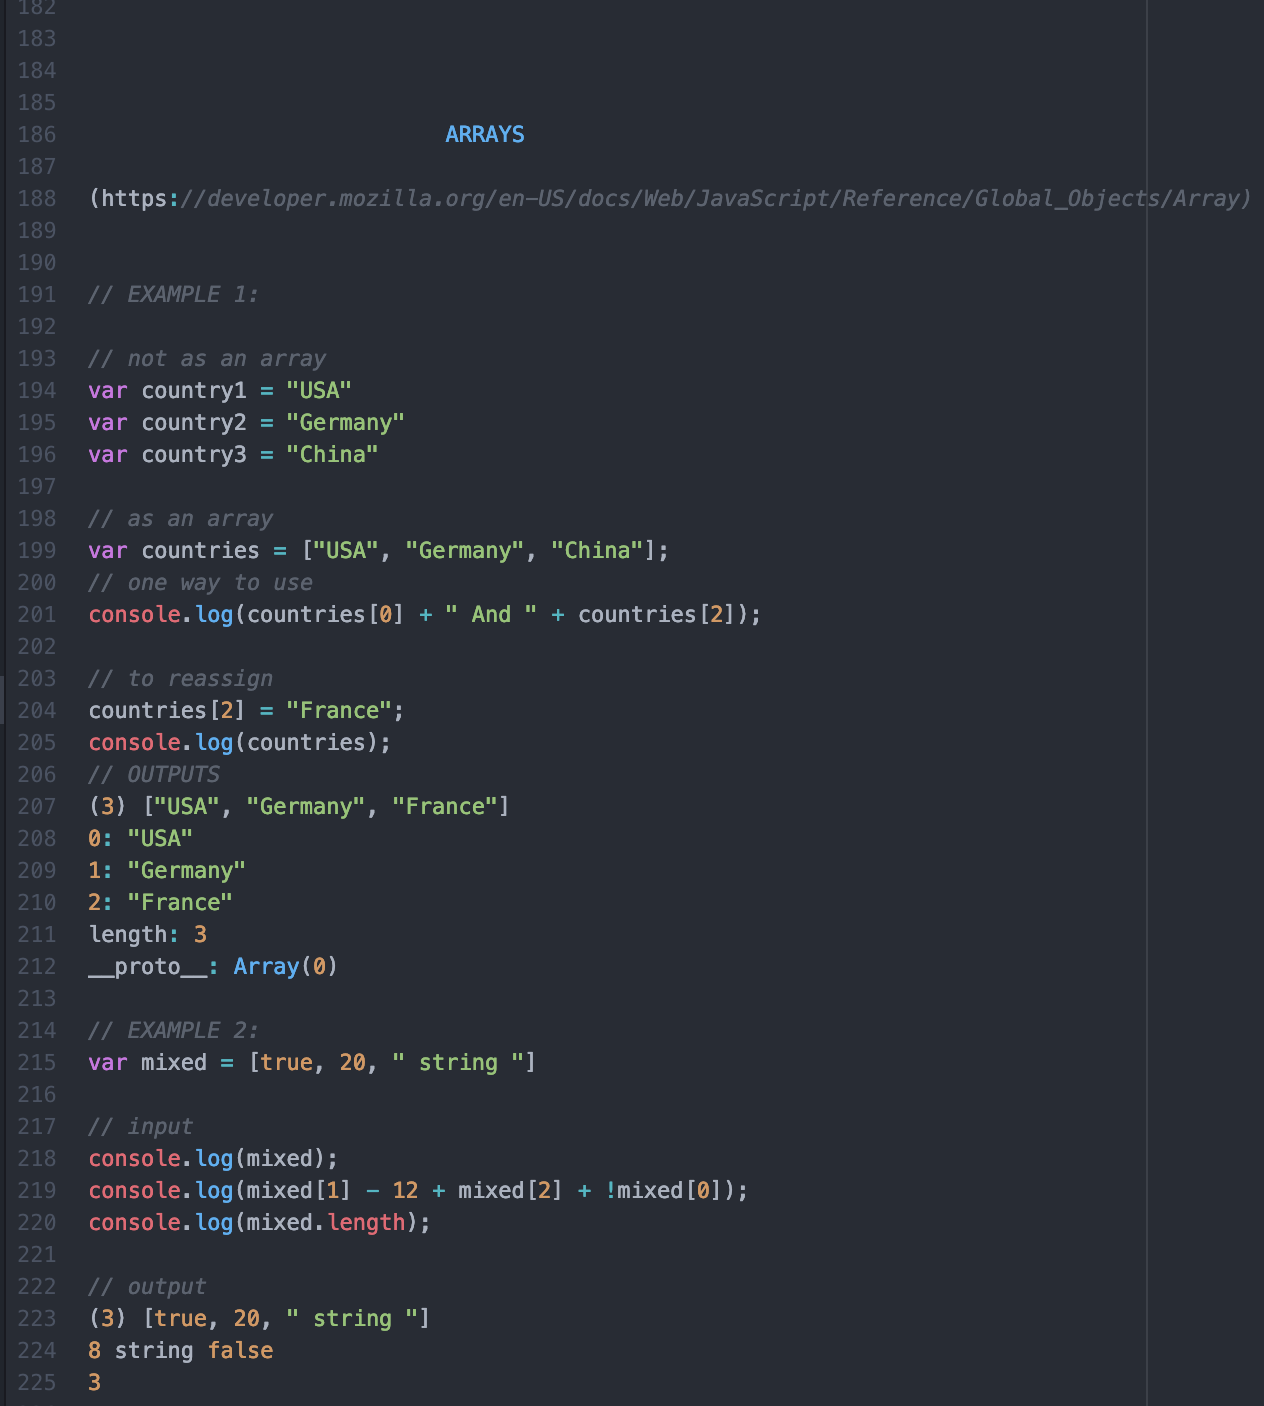 182
183
184
185
186 ARRAYS
187
188 (https://developer.mozilla.org/en-US/docs/Web/JavaScript/Reference/Global_Objects/Array)
189
190
191 // EXAMPLE 1:
192
193 // not as an array
194 var country1 = "USA"
195 var country2 = "Germany"
196 var country3 = "China"
197
198 // as an array
199 var countries = ["USA", "Germany", "China"];
200 // one way to use
201 console.log(countries[0] + " And " + countries[2]);
202
203 // to reassign
204 countries[2] = "France";
205 console.log(countries);
206 // OUTPUTS
207 (3) ["USA", "Germany", "France"]
208 0: "USA"
209 1: "Germany"
210 2: "France"
211 length: 3
212 __proto__: Array(0)
213
214 // EXAMPLE 2:
215 var mixed = [true, 20, " string "]
216
217 // input
218 console.log(mixed);
219 console.log(mixed[1] - 12 + mixed[2] + !mixed[0]);
220 console.log(mixed.length);
221
222 // output
223 (3) [true, 20, " string "]
224 8 string false
225 3